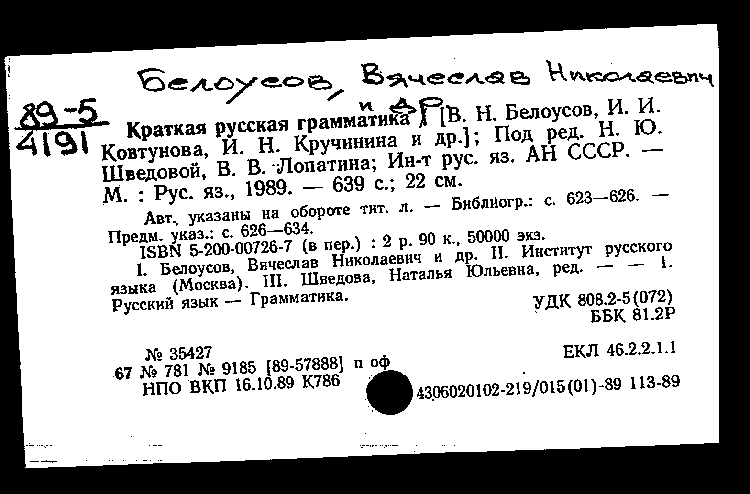 Белоусов, Вячеслав Николаевич
и др.
89-5
4191
Краткая русская грамматика / [В. Н. Белоусов, И. И.
Ковтунова, И. Н. Кручинина и др.]; Под ред. Н. Ю.
Шведовой, В. В. Лопатина; Ин-т рус. яз. АН СССР. —
М. : Рус. яз., 1989. — 639 с.; 22 см.
Авт. указаны на обороте тит. л. — Библиогр.: с. 623—626. —
Предм. указ.: с. 626—634.
ISBN 5-200-00726-7 (в пер.) : 2 р. 90 к., 50000 экз.
I. Белоусов, Вячеслав Николаевич и др. II. Институт русского
языка (Москва). III. Шведова, Наталья Юльевна, ред. — — 1.
Русский язык — Грамматика.
УДК 808.2-5(072)
ББК 81.2Р
№ 35427
67 № 781 № 9185 [89-57888] п оф
ЕКЛ 46.2.2.1.1
НПО ВКП 16.10.89 К786
4306020102-219/015(01)-89 113-89